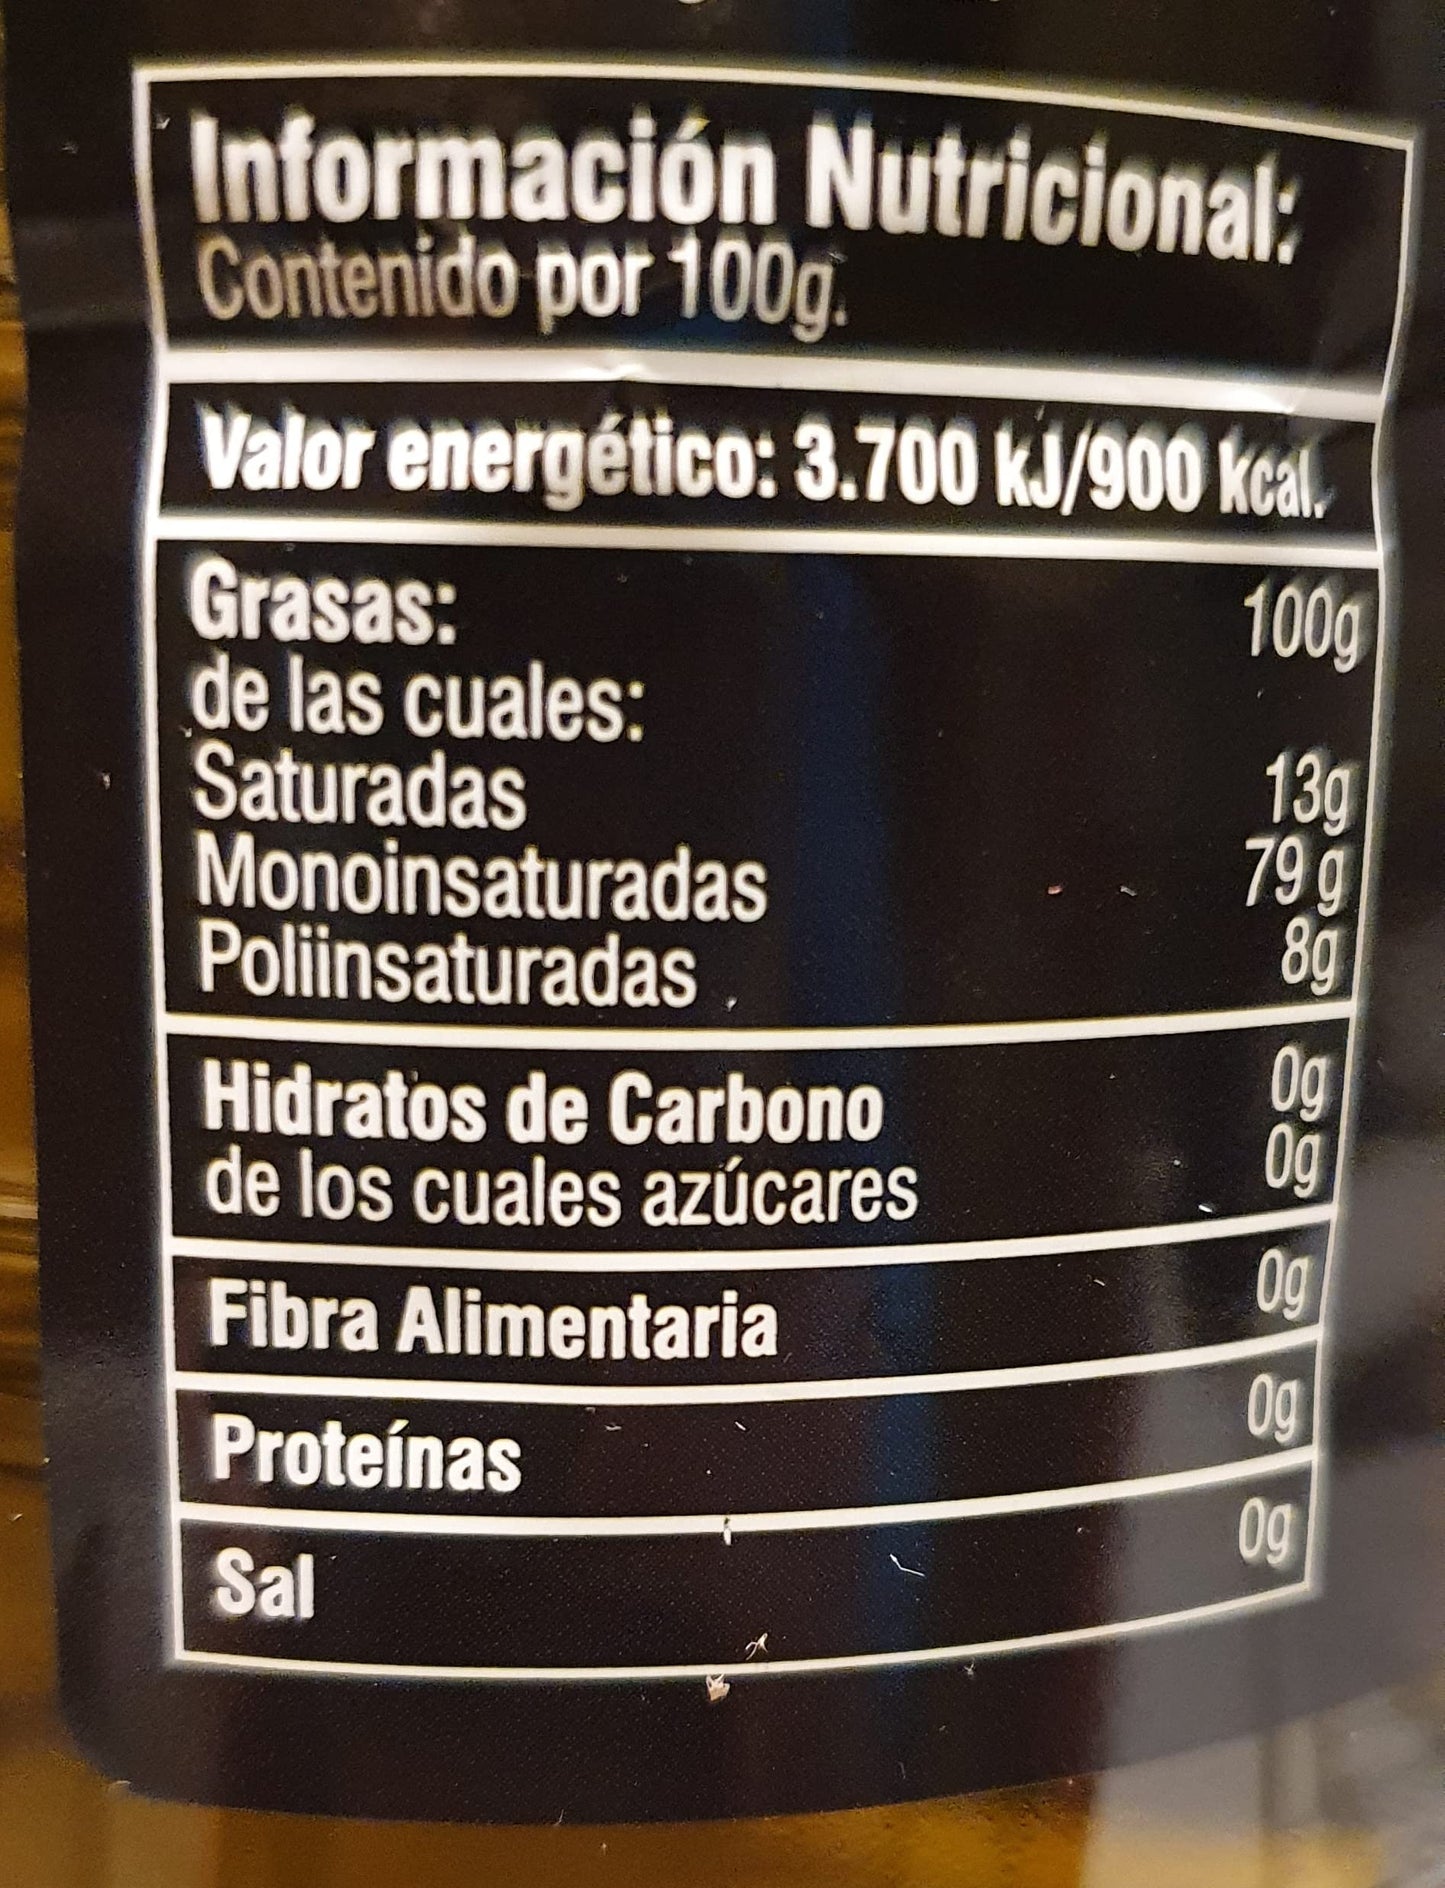 Información Nutricional:
Contenido por 100g.
Valor energético: 3.700 kJ/900 kcal.
Grasas: 100g
de las cuales:
Saturadas 13g
Monoinsaturadas 79 g
Poliinsaturadas 8g
Hidratos de Carbono 0g
de los cuales azúcares 0g
Fibra Alimentaria 0g
Proteínas 0g
Sal 0g